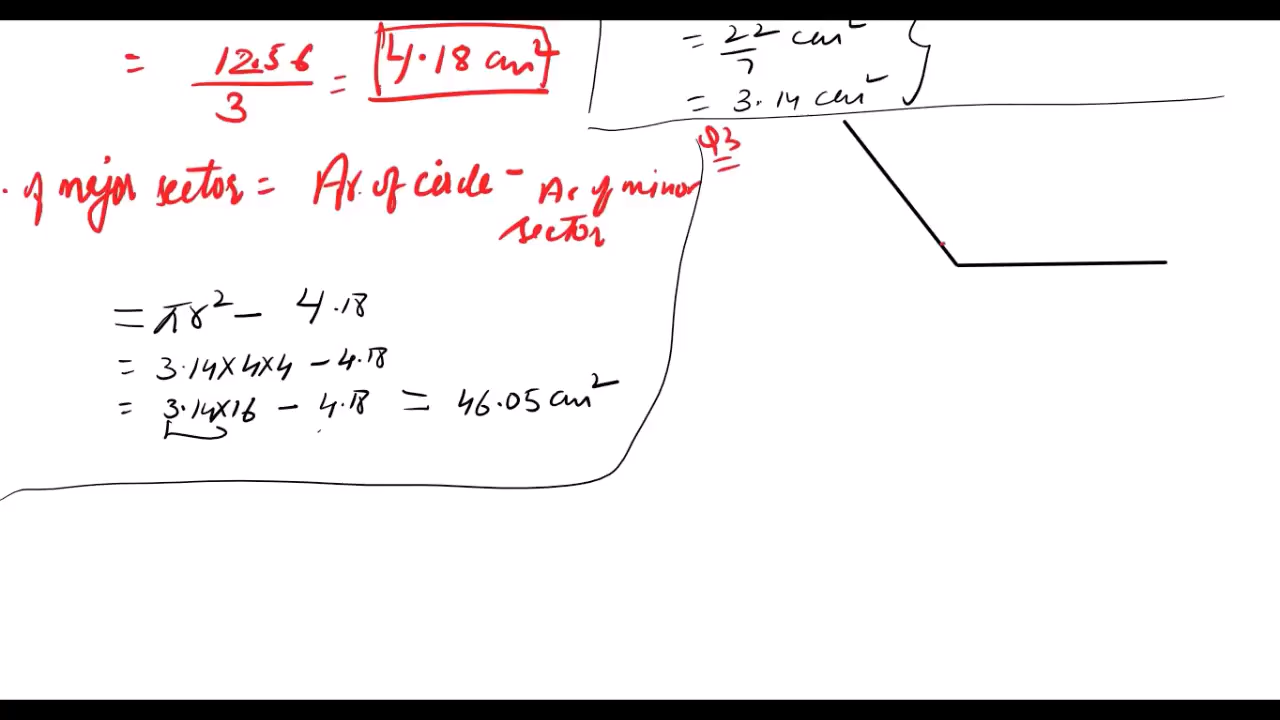 = 12.56 / 3 = 4.18 cm²
. of major sector = Ar. of circle - Ar of minor sector
= πr² - 4.18
= 3.14×4×4 - 4.18
= 3.14×16 - 4.18 = 46.05 cm²
= 22/7 cm²
= 3.14 cm²
Q3